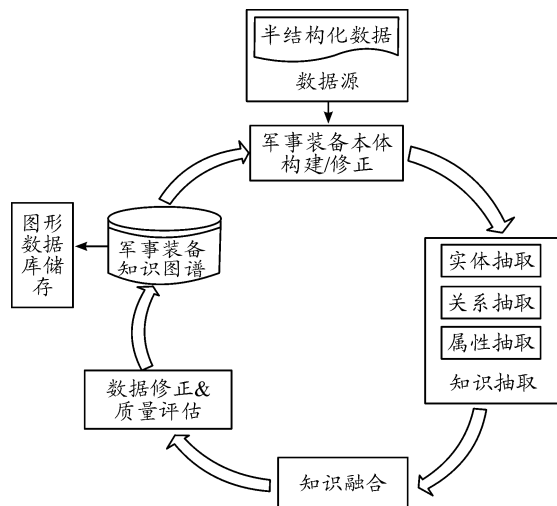 半结构化数据
数据源
军事装备本体
构建/修正
图形
数据
库储
存
军事装备
知识图谱
实体抽取
关系抽取
属性抽取
知识抽取
数据修正&
质量评估
知识融合